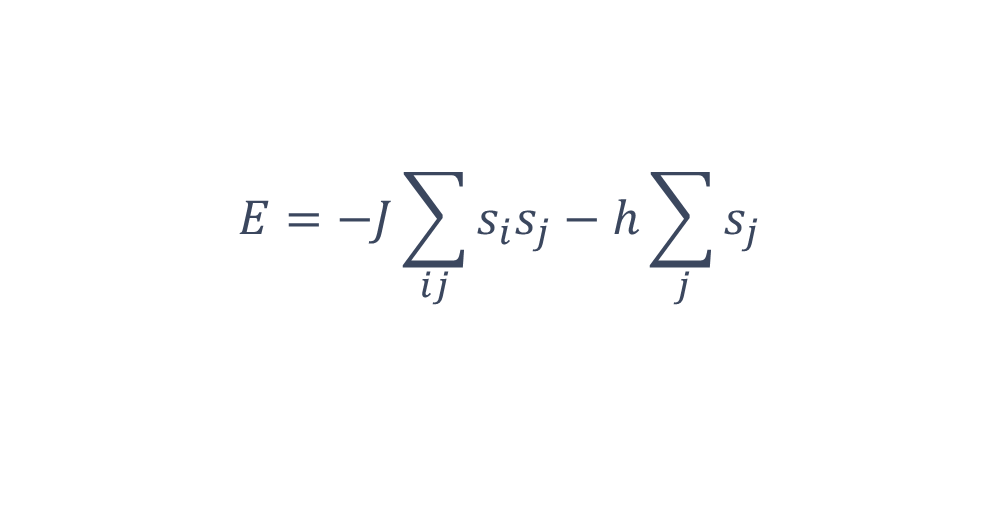 E = −J ∑_{ij} s_i s_j − h ∑_j s_j